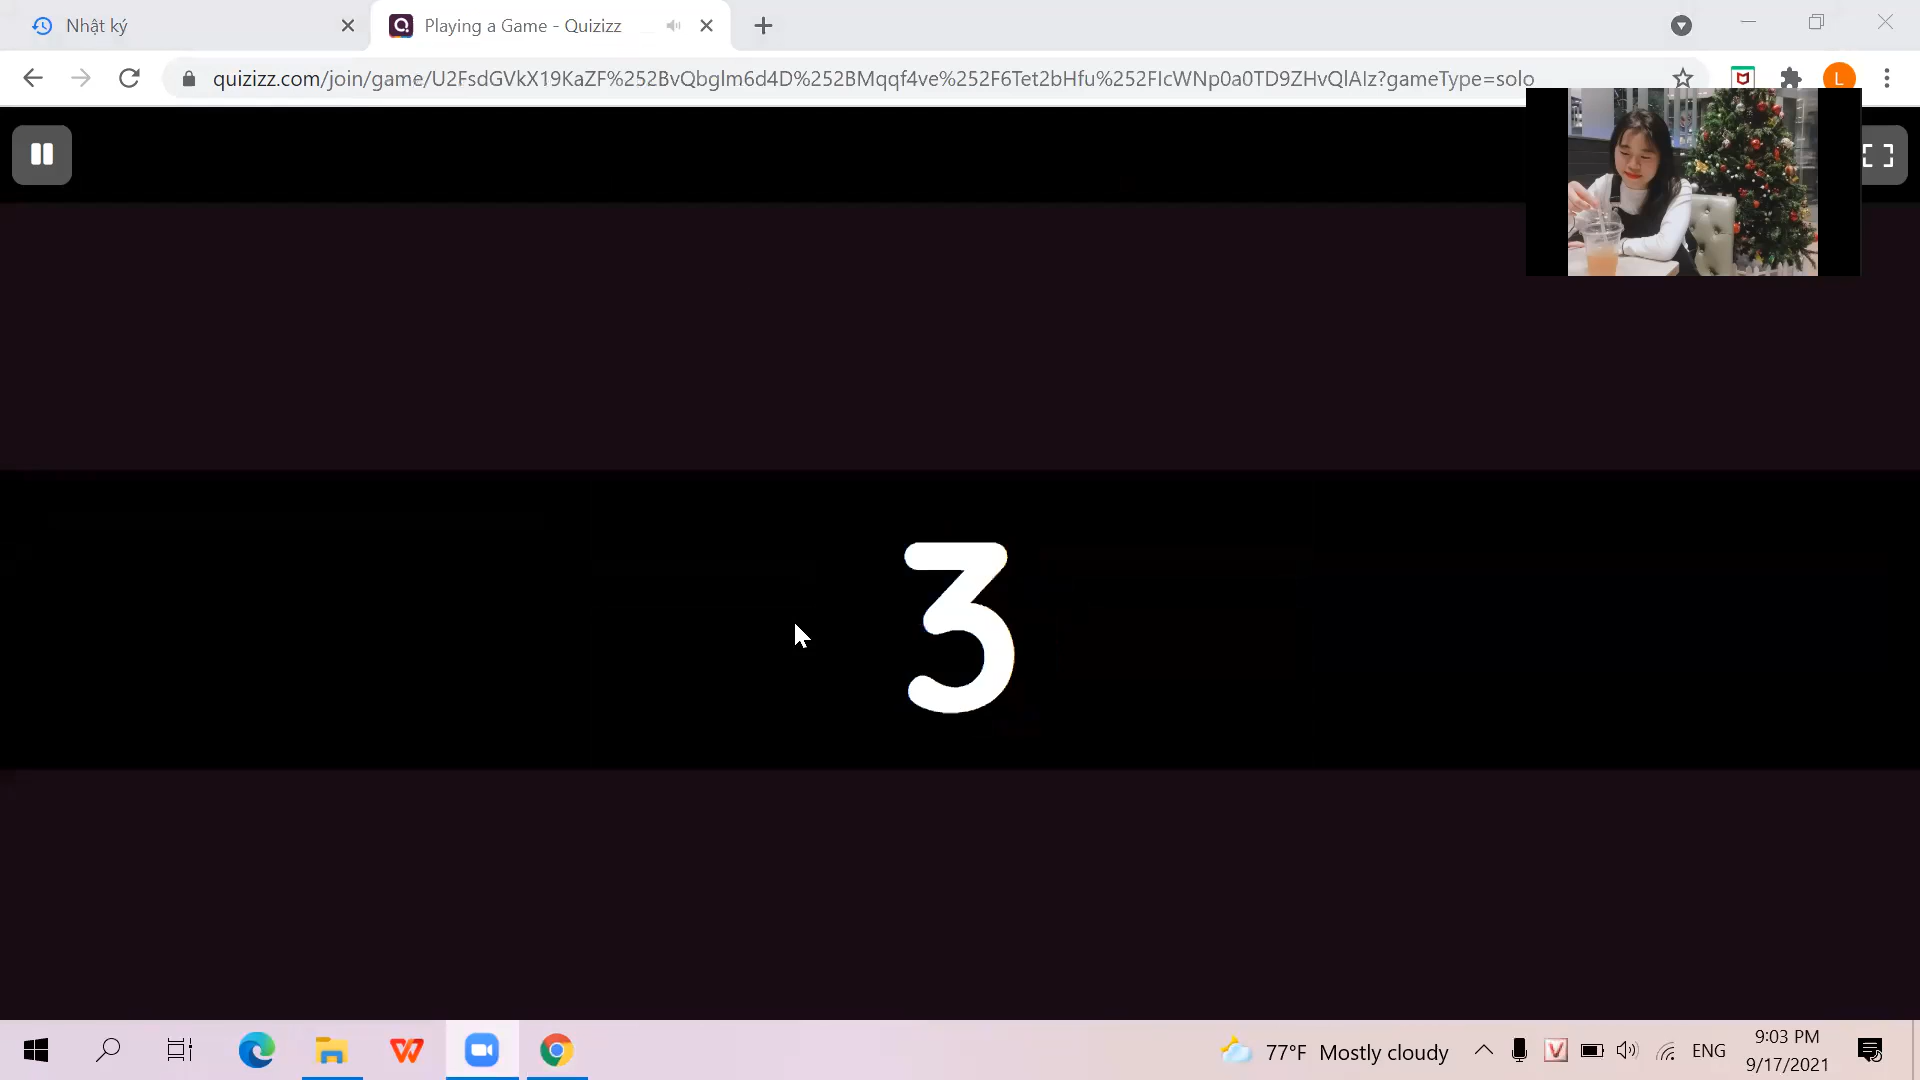 Nhật ký
Playing a Game - Quizizz
quizizz.com/join/game/U2FsdGVkX19KaZF%252BvQbglm6d4D%252BMqqf4ve%252F6Tet2bHfu%252FIcWNp0a0TD9ZHvQlAIz?gameType=solo
L
3
77°F Mostly cloudy
ENG
9:03 PM
9/17/2021